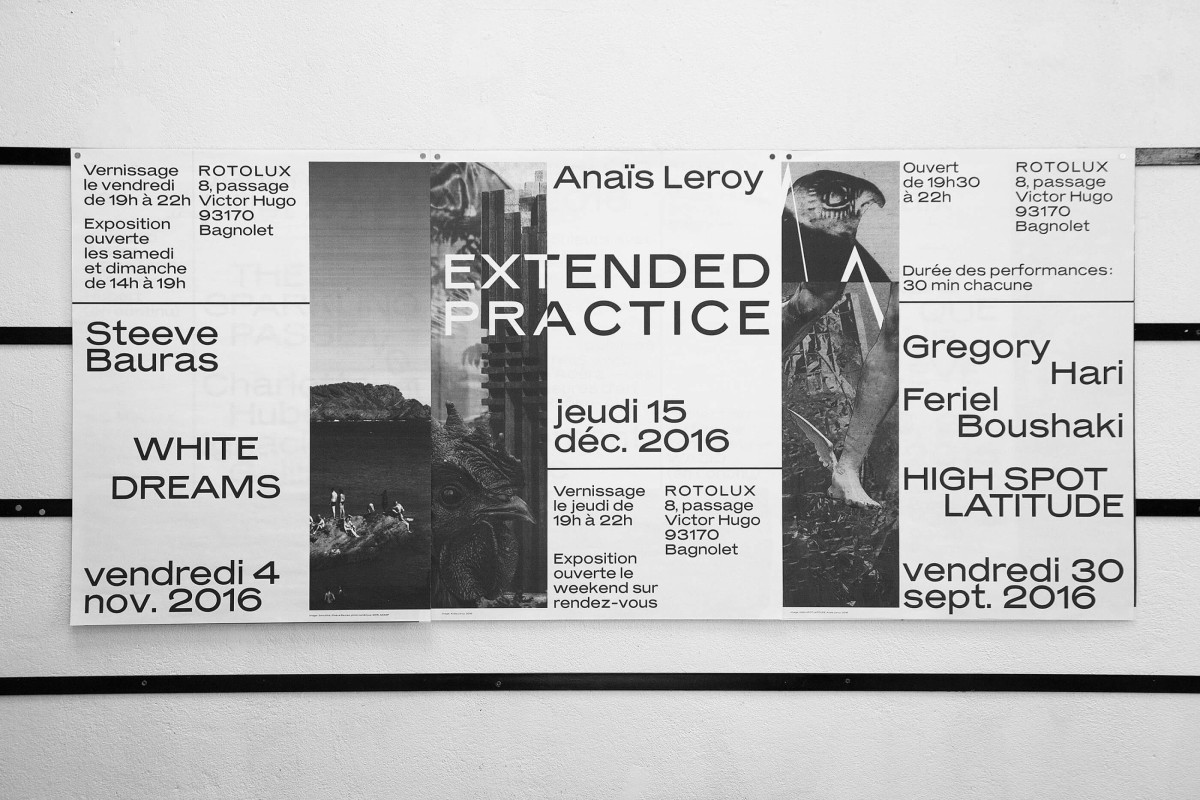 Vernissage
le vendredi
de 19h à 22h
Exposition
ouverte
les samedi
et dimanche
de 14h à 19h
ROTOLUX
8, passage
Victor Hugo
93170
Bagnolet
Steeve
Bauras
WHITE
DREAMS
vendredi 4
nov. 2016
Anaïs Leroy
EXTENDED
PRACTICE
jeudi 15
déc. 2016
Vernissage
le jeudi de
19h à 22h
Exposition
ouverte le
weekend sur
rendez-vous
ROTOLUX
8, passage
Victor Hugo
93170
Bagnolet
Ouvert
de 19h30
à 22h
ROTOLUX
8, passage
Victor Hugo
93170
Bagnolet
Durée des performances:
30 min chacune
Gregory
Hari
Feriel
Boushaki
HIGH SPOT
LATITUDE
vendredi 30
sept. 2016